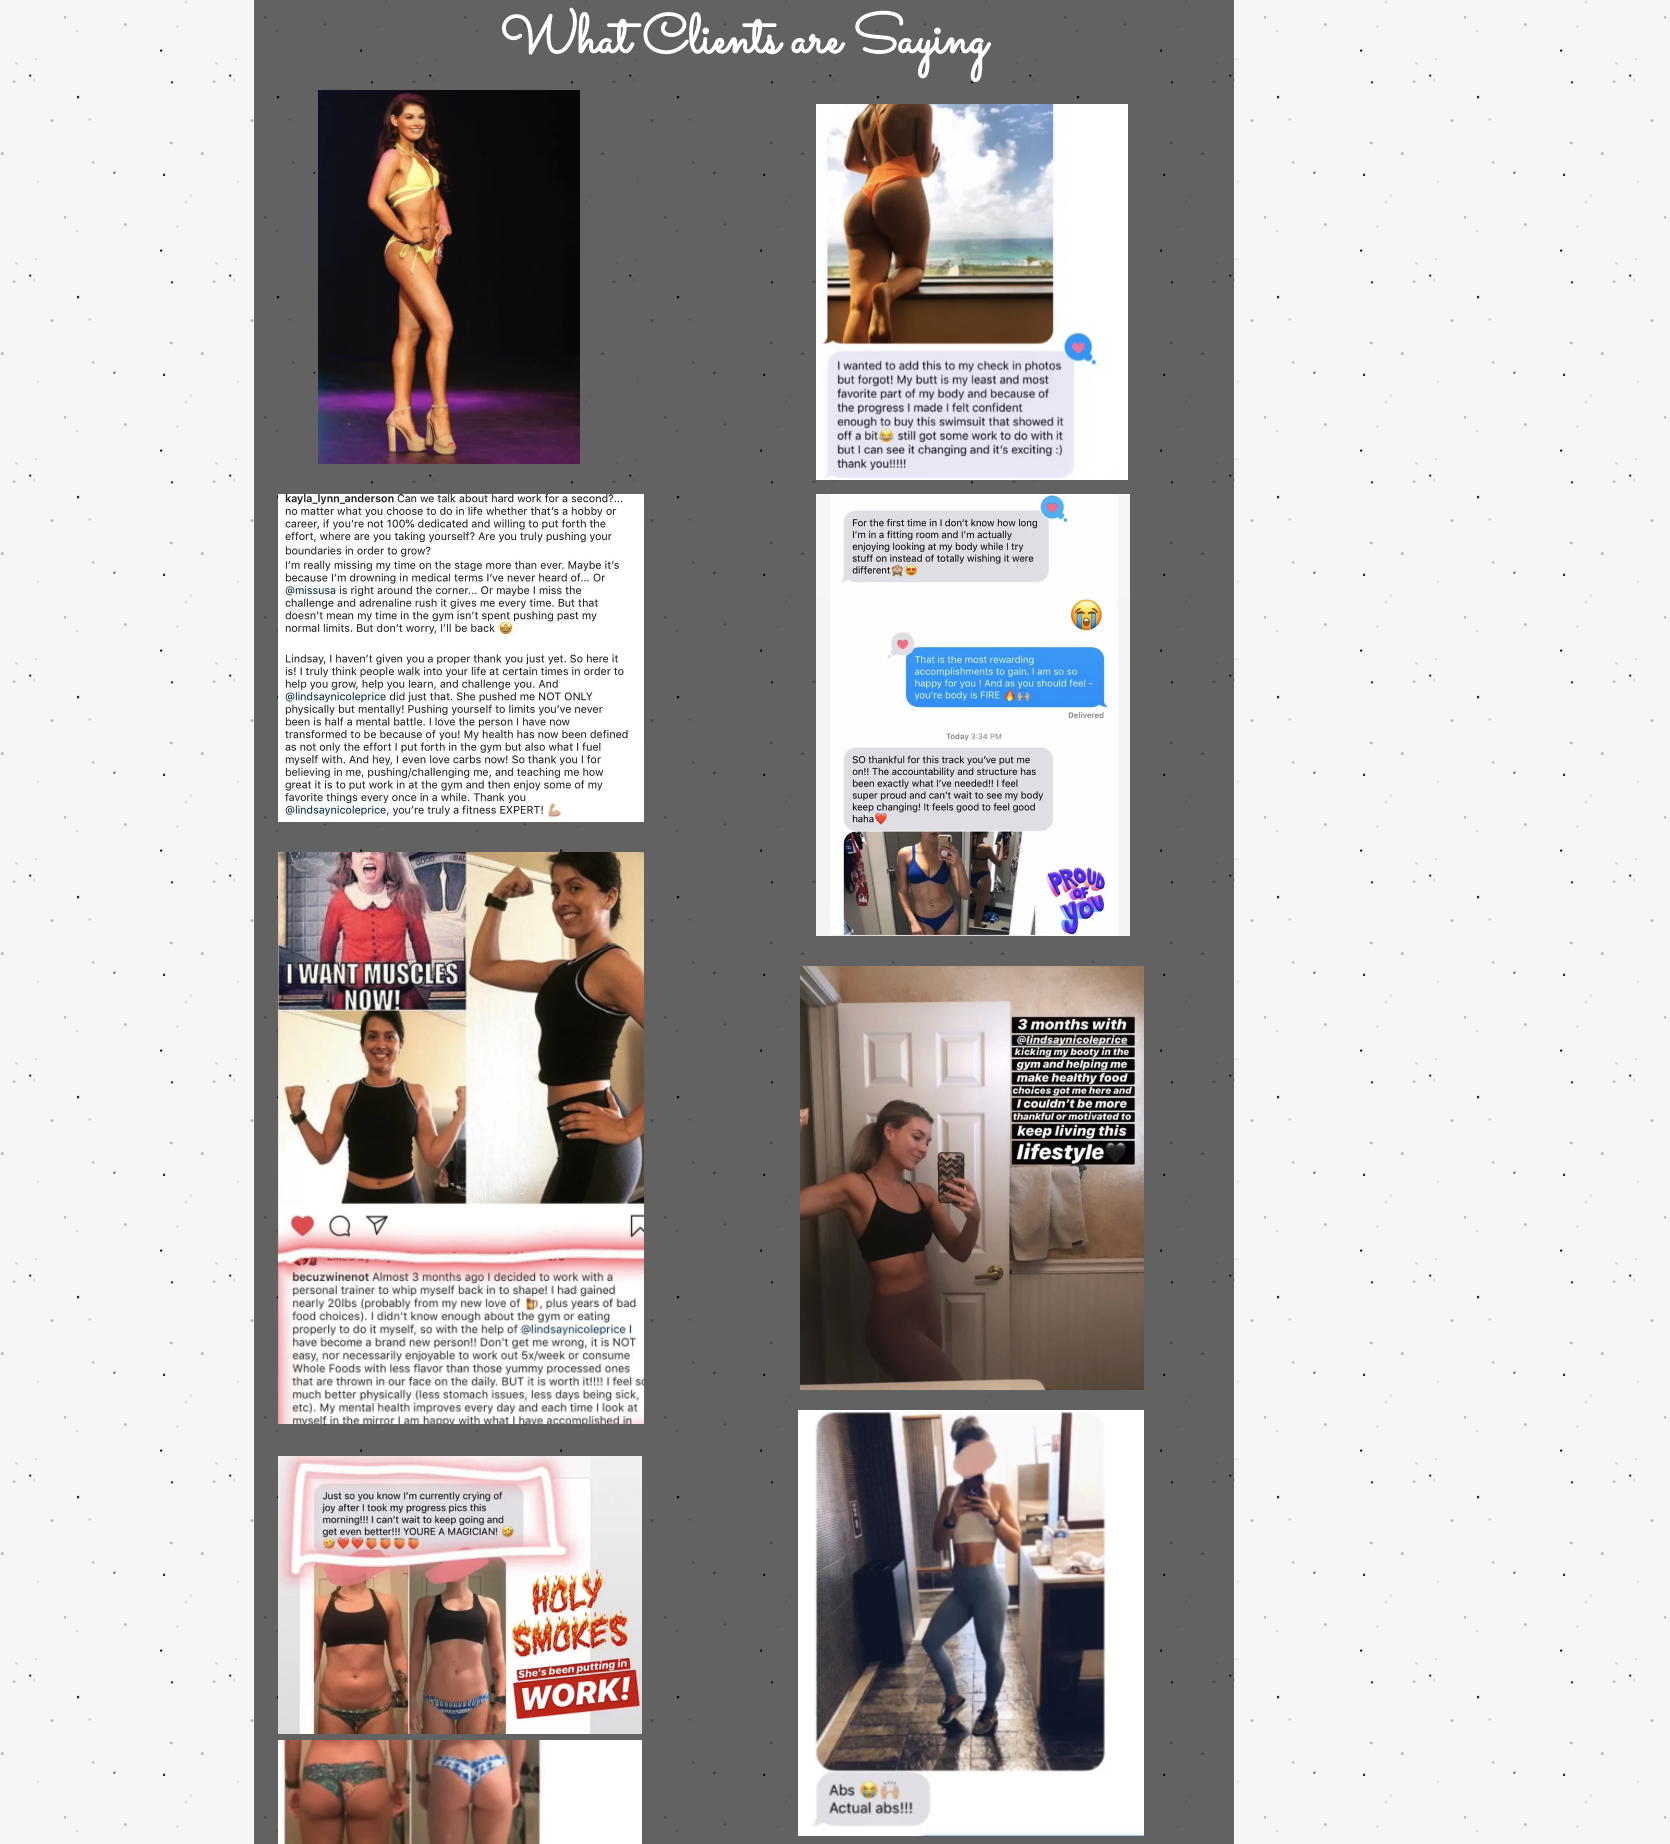 What Clients are Saying
kayla_lynn_anderson Can we talk about hard work for a second?...
no matter what you choose to do in life whether that's a hobby or
career, if you're not 100% dedicated and willing to put forth the
effort, where are you taking yourself? Are you truly pushing your
boundaries in order to grow?
I'm really missing my time on the stage more than ever. Maybe it's
because I'm drowning in medical terms I've never heard of... Or
@missusa is right around the corner... Or maybe I miss the
challenge and adrenaline rush it gives me every time. But that
doesn't mean my time in the gym isn't spent pushing past my
normal limits. But don't worry, I'll be back 🤩
Lindsay, I haven't given you a proper thank you just yet. So here it
is! I truly think people walk into your life at certain times in order to
help you grow, help you learn, and challenge you. And
@lindsaynicoleprice did just that. She pushed me NOT ONLY
physically but mentally! Pushing yourself to limits you've never
been is half a mental battle. I love the person I have now
transformed to be because of you! My health has now been defined
as not only the effort I put forth in the gym but also what I fuel
myself with. And hey, I even love carbs now! So thank you I for
believing in me, pushing/challenging me, and teaching me how
great it is to put work in at the gym and then enjoy some of my
favorite things every once in a while. Thank you
@lindsaynicoleprice, you're truly a fitness EXPERT! 💪🏼
GOOD
BAD
I WANT MUSCLES
NOW!
becuzwinenot Almost 3 months ago I decided to work with a
personal trainer to whip myself back in to shape! I had gained
nearly 20lbs (probably from my new love of 🍺, plus years of bad
food choices). I didn't know enough about the gym or eating
properly to do it myself, so with the help of @lindsaynicoleprice I
have become a brand new person!! Don't get me wrong, it is NOT
easy, nor necessarily enjoyable to work out 5x/week or consume
Whole Foods with less flavor than those yummy processed ones
that are thrown in our face on the daily. BUT it is worth it!!!! I feel so
much better physically (less stomach issues, less days being sick,
etc). My mental health improves every day and each time I look at
myself in the mirror I am happy with what I have accomplished in
Just so you know I'm currently crying of
joy after I took my progress pics this
morning!!! I can't wait to keep going and
get even better!!! YOURE A MAGICIAN! 🤣
🤣❤️❤️🍑🍑🍑🍑
HOLY
SMOKES
She's been putting in
WORK!
I wanted to add this to my check in photos
but forgot! My butt is my least and most
favorite part of my body and because of
the progress I made I felt confident
enough to buy this swimsuit that showed it
off a bit😂 still got some work to do with it
but I can see it changing and it's exciting :)
thank you!!!!!
For the first time in I don't know how long
I'm in a fitting room and I'm actually
enjoying looking at my body while I try
stuff on instead of totally wishing it were
different🙈😍
😭
That is the most rewarding
accomplishments to gain. I am so so
happy for you ! And as you should feel -
you're body is FIRE 🔥🙌🏼
Delivered
Today 3:34 PM
SO thankful for this track you've put me
on!! The accountability and structure has
been exactly what I've needed!! I feel
super proud and can't wait to see my body
keep changing! It feels good to feel good
haha❤️
PROUD
OF
YOU
3 months with
@lindsaynicoleprice
kicking my booty in the
gym and helping me
make healthy food
choices got me here and
I couldn't be more
thankful or motivated to
keep living this
lifestyle🖤
Abs 😭🙌🏼
Actual abs!!!